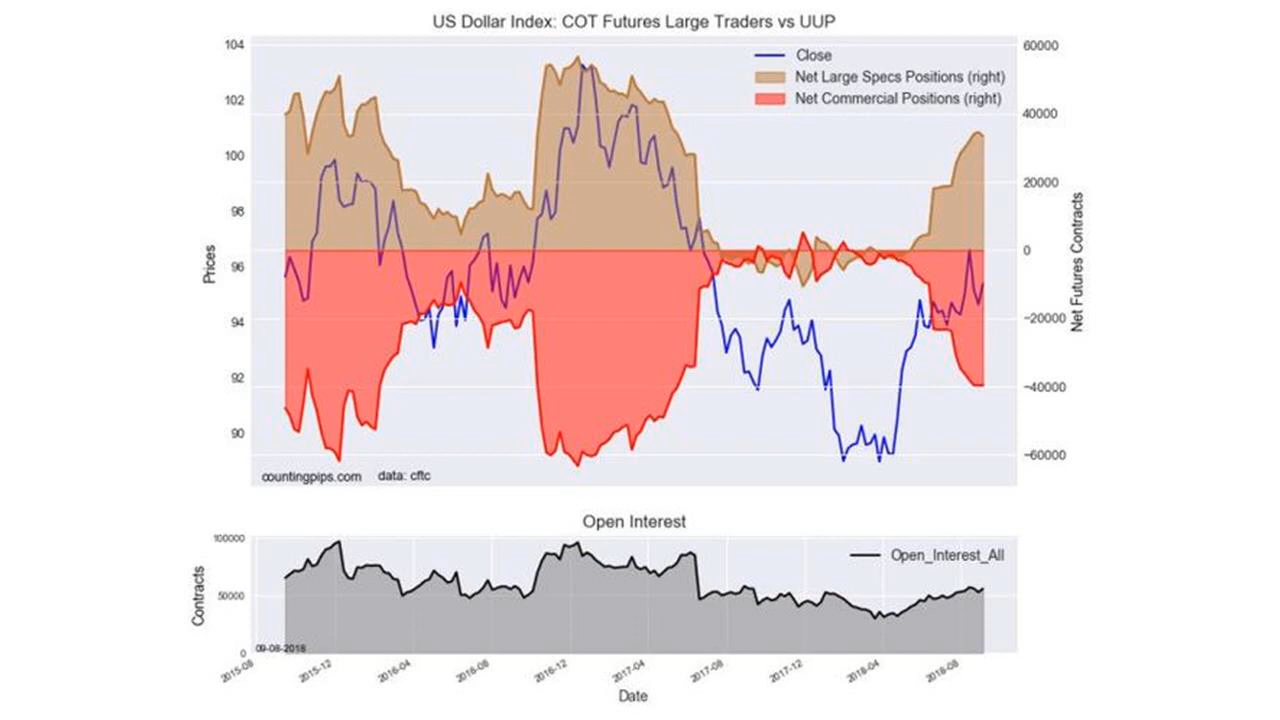 US Dollar Index: COT Futures Large Traders vs UUP
104
102
100
98
96
94
92
90
Prices
60000
40000
20000
0
−20000
−40000
−60000
Net Futures Contracts
Close
Net Large Specs Positions (right)
Net Commercial Positions (right)
countingpips.com data: cftc
Open Interest
100000
50000
0
Contracts
Open_Interest_All
09-08-2018
2015-08
2015-12
2016-04
2016-08
2016-12
2017-04
2017-08
2017-12
2018-04
2018-08
Date